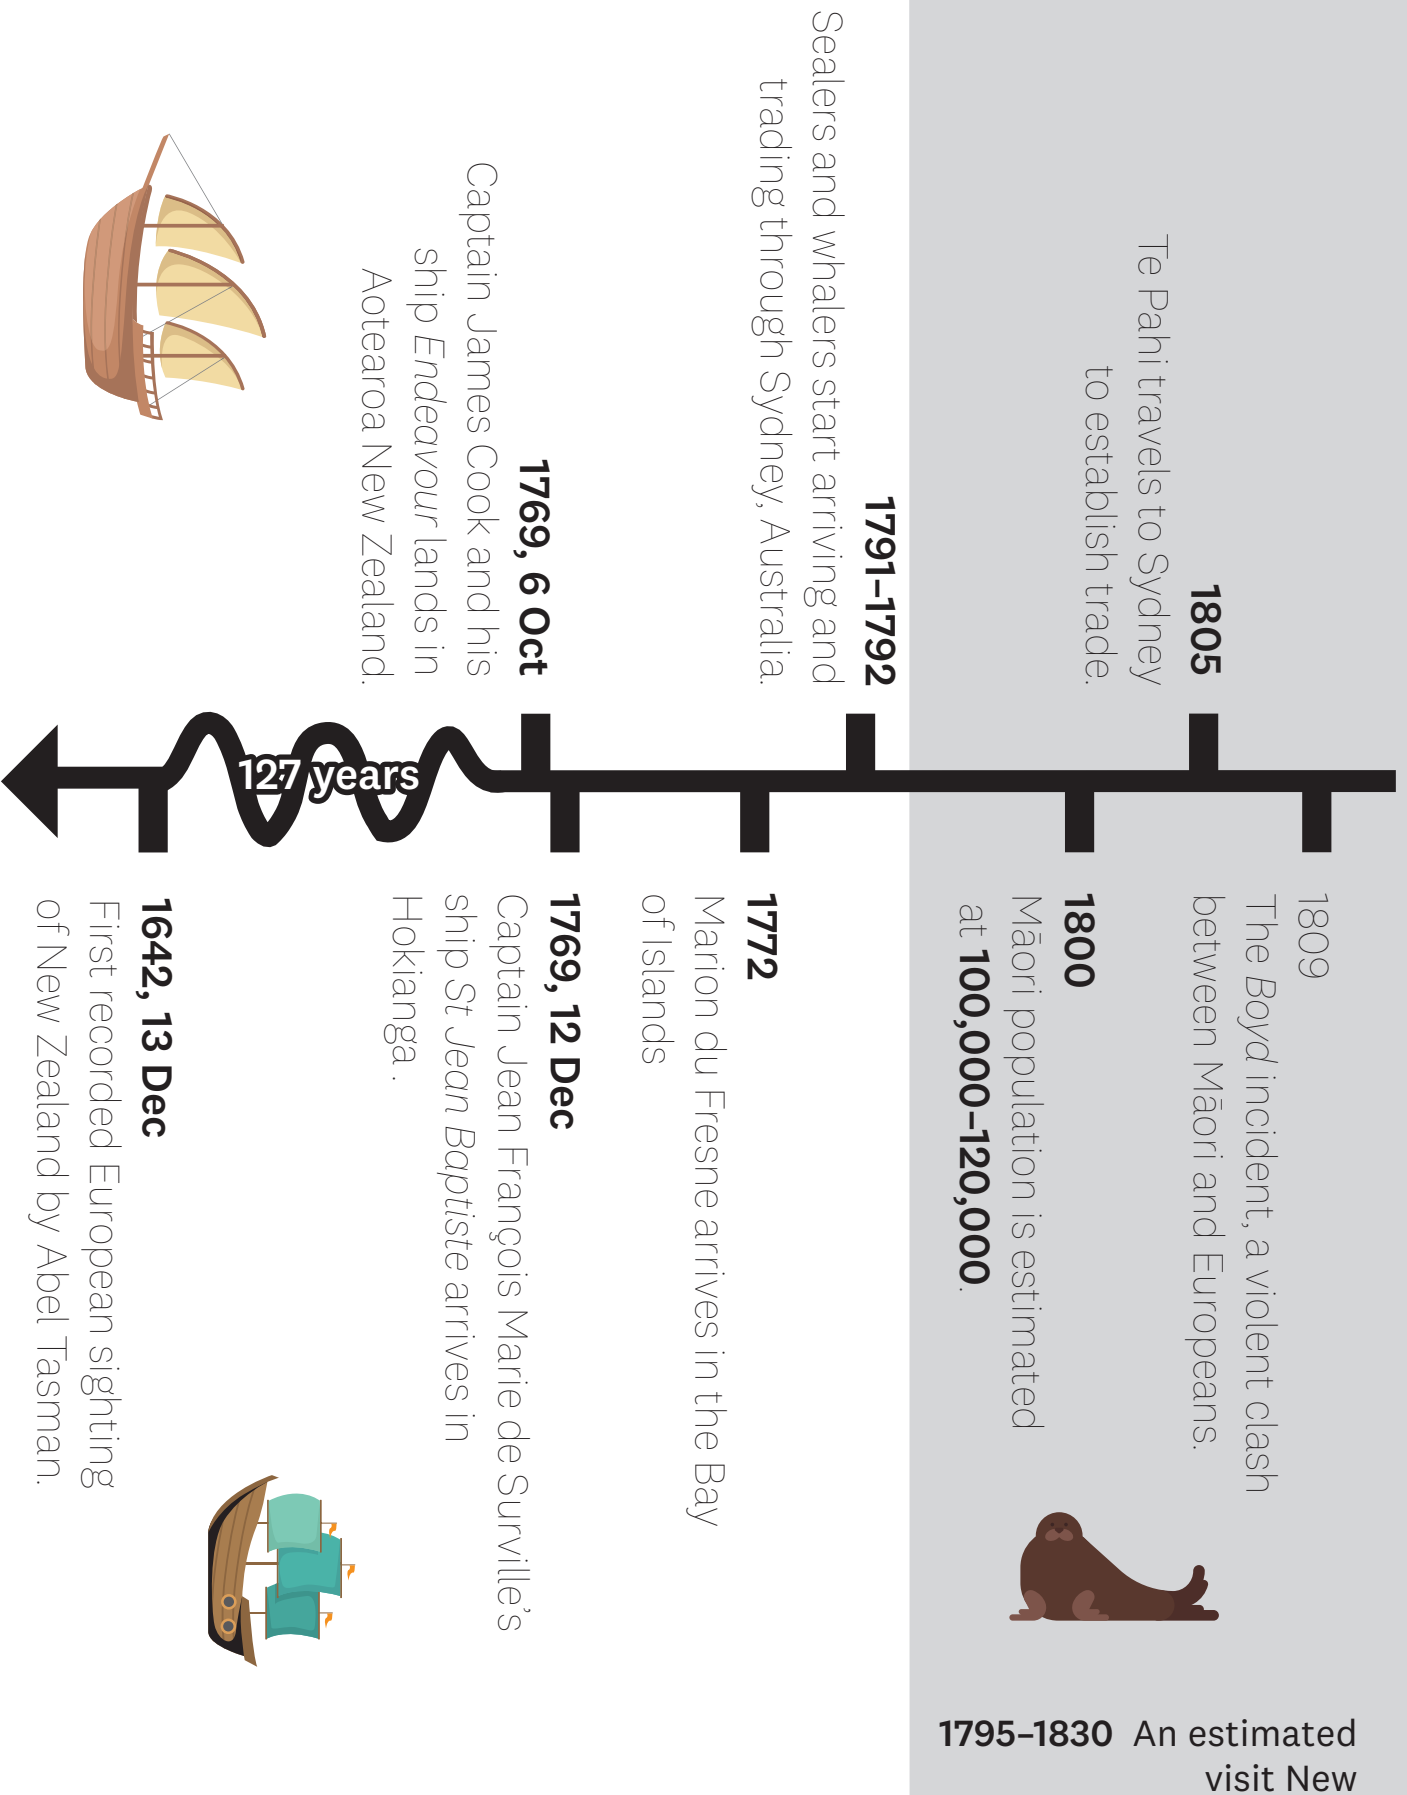 1642, 13 Dec
First recorded European sighting
of New Zealand by Abel Tasman.
127 years
1769, 6 Oct
Captain James Cook and his
ship Endeavour lands in
Aotearoa New Zealand.
1769, 12 Dec
Captain Jean François Marie de Surville’s
ship St Jean Baptiste arrives in
Hokianga .
1772
Marion du Fresne arrives in the Bay
of Islands
1791–1792
Sealers and whalers start arriving and
trading through Sydney, Australia.
1800
Māori population is estimated
at 100,000–120,000.
1805
Te Pahi travels to Sydney
to establish trade.
1809
The Boyd incident, a violent clash
between Māori and Europeans.
1795–1830 An estimated
visit New